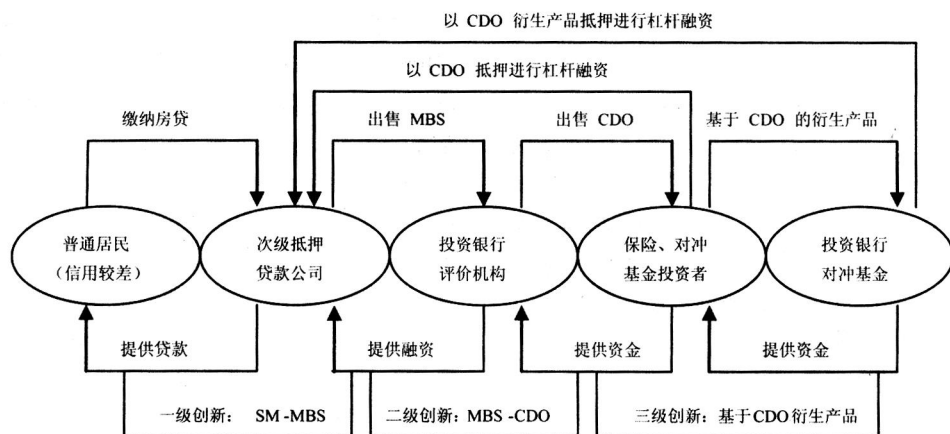 以 CDO 衍生产品抵押进行杠杆融资
以 CDO 抵押进行杠杆融资
缴纳房贷
出售 MBS
出售 CDO
基于 CDO 的衍生产品
普通居民
（信用较差）
次级抵押
贷款公司
投资银行
评价机构
保险、对冲
基金投资者
投资银行
对冲基金
提供贷款
提供融资
提供资金
提供资金
一级创新： SM-MBS
二级创新：MBS-CDO
三级创新：基于CDO衍生产品